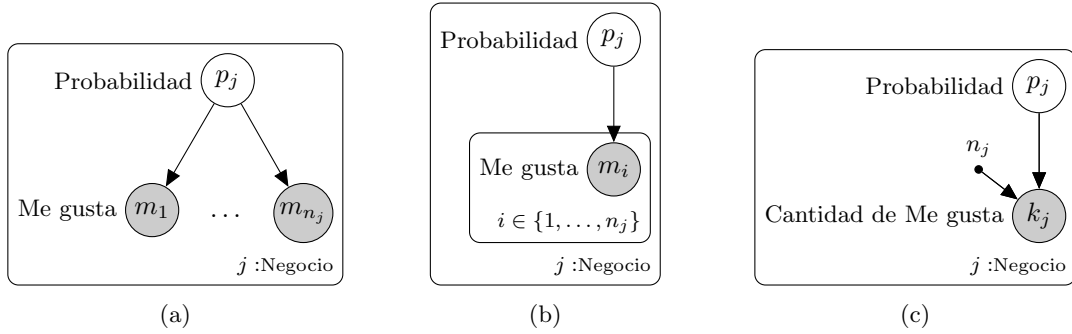 Probabilidad p_j
Me gusta m_1 ... m_{n_j}
j :Negocio
(a)
Probabilidad p_j
Me gusta m_i
i ∈ {1, . . . , n_j}
j :Negocio
(b)
Probabilidad p_j
n_j
Cantidad de Me gusta k_j
j :Negocio
(c)